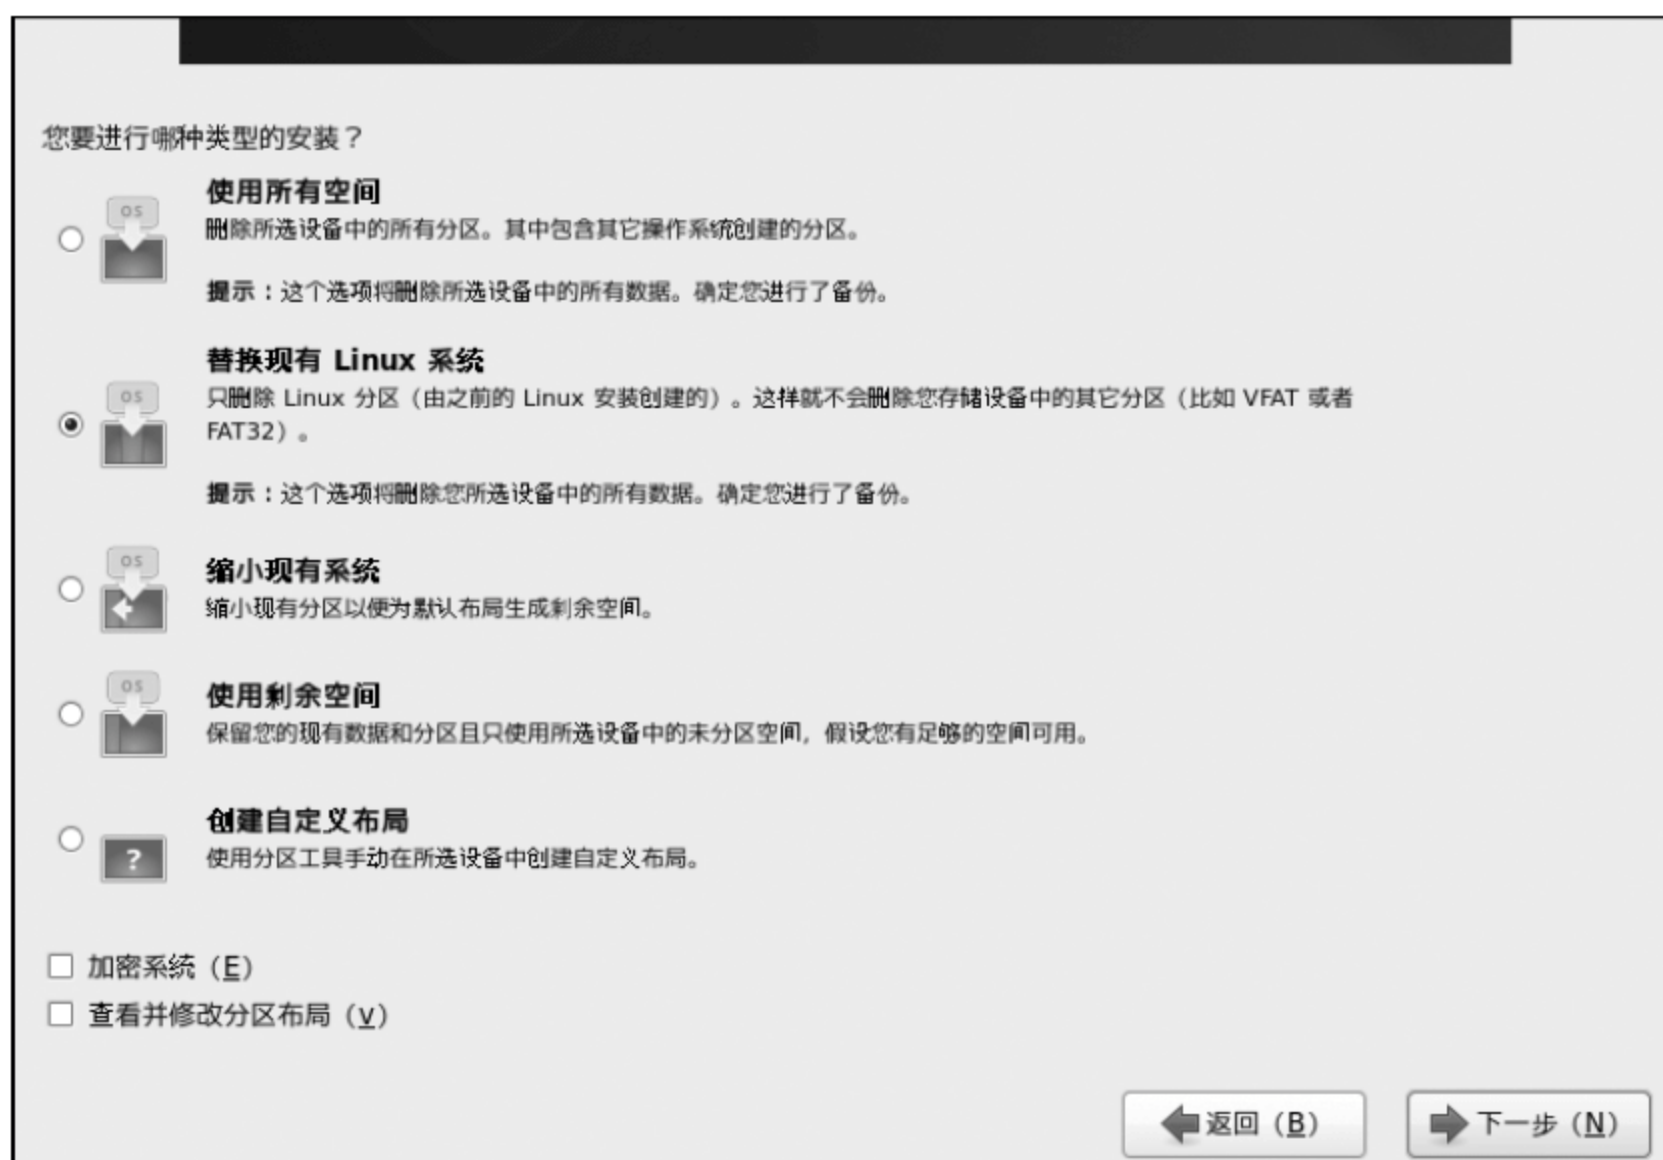 您要进行哪种类型的安装？
OS
使用所有空间
删除所选设备中的所有分区。其中包含其它操作系统创建的分区。
提示：这个选项将删除所选设备中的所有数据。确定您进行了备份。
OS
替换现有 Linux 系统
只删除 Linux 分区（由之前的 Linux 安装创建的）。这样就不会删除您存储设备中的其它分区（比如 VFAT 或者
FAT32）。
提示：这个选项将删除您所选设备中的所有数据。确定您进行了备份。
OS
缩小现有系统
缩小现有分区以便为默认布局生成剩余空间。
OS
使用剩余空间
保留您的现有数据和分区且只使用所选设备中的未分区空间，假设您有足够的空间可用。
?
创建自定义布局
使用分区工具手动在所选设备中创建自定义布局。
加密系统（E）
查看并修改分区布局（V）
返回（B）
下一步（N）